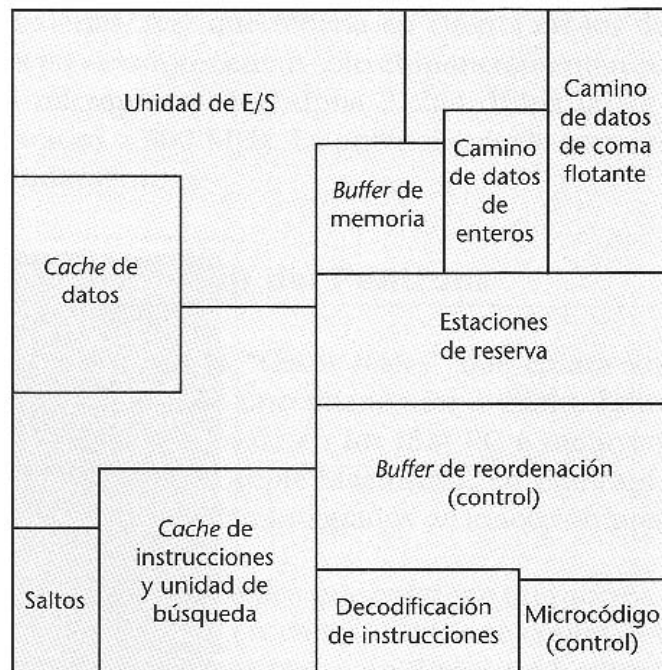 Unidad de E/S
Camino
de datos
de coma
flotante
Buffer de
memoria
Camino
de datos
de
enteros
Cache de
datos
Estaciones
de reserva
Buffer de reordenación
(control)
Cache de
instrucciones
y unidad de
búsqueda
Saltos
Decodificación
de instrucciones
Microcódigo
(control)